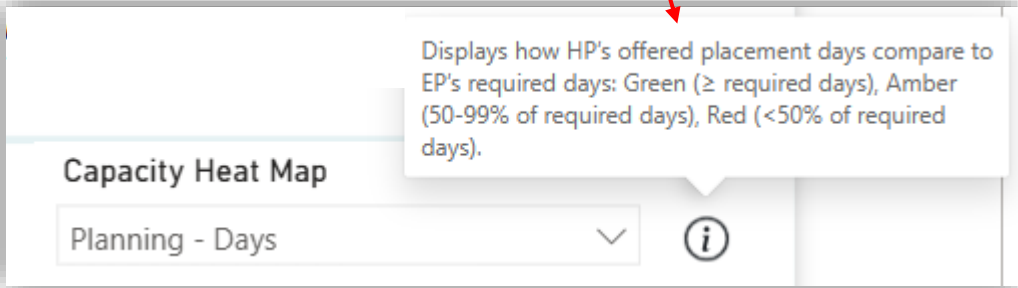 Displays how HP's offered placement days compare to
EP's required days: Green (≥ required days), Amber
(50-99% of required days), Red (<50% of required
days).
Capacity Heat Map
Planning - Days